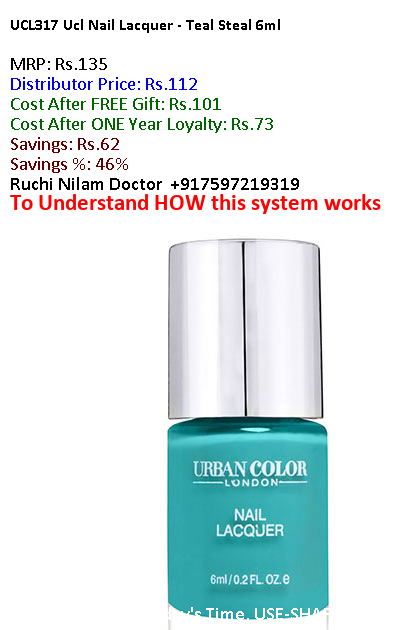 UCL317 Ucl Nail Lacquer - Teal Steal 6ml
MRP: Rs.135
Distributor Price: Rs.112
Cost After FREE Gift: Rs.101
Cost After ONE Year Loyalty: Rs.73
Savings: Rs.62
Savings %: 46%
Ruchi Nilam Doctor +917597219319
To Understand HOW this system works
URBAN COLOR
LONDON
NAIL
LACQUER
6ml/0.2 FL. OZ. e
Time. USE-SHAR